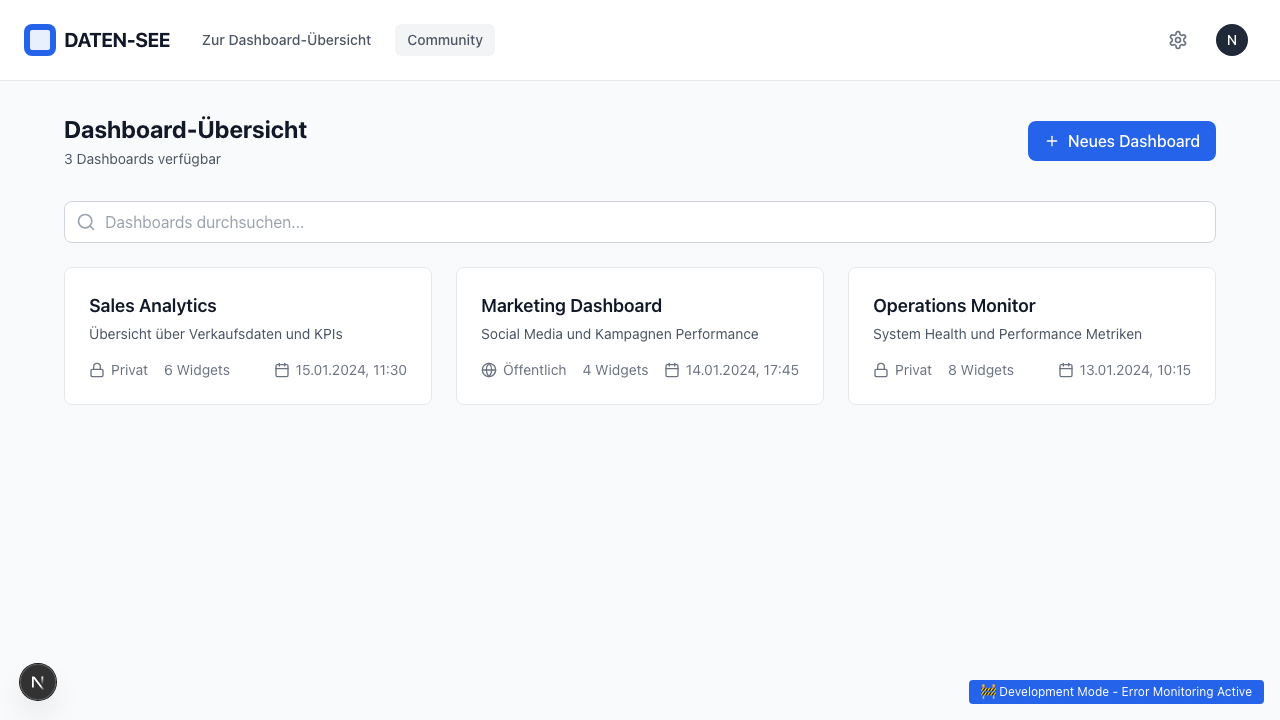 DATEN-SEE
Zur Dashboard-Übersicht
Community
N
Dashboard-Übersicht
3 Dashboards verfügbar
Neues Dashboard
Dashboards durchsuchen...
Sales Analytics
Übersicht über Verkaufsdaten und KPIs
Privat 6 Widgets 15.01.2024, 11:30
Marketing Dashboard
Social Media und Kampagnen Performance
Öffentlich 4 Widgets 14.01.2024, 17:45
Operations Monitor
System Health und Performance Metriken
Privat 8 Widgets 13.01.2024, 10:15
N
🚧 Development Mode - Error Monitoring Active